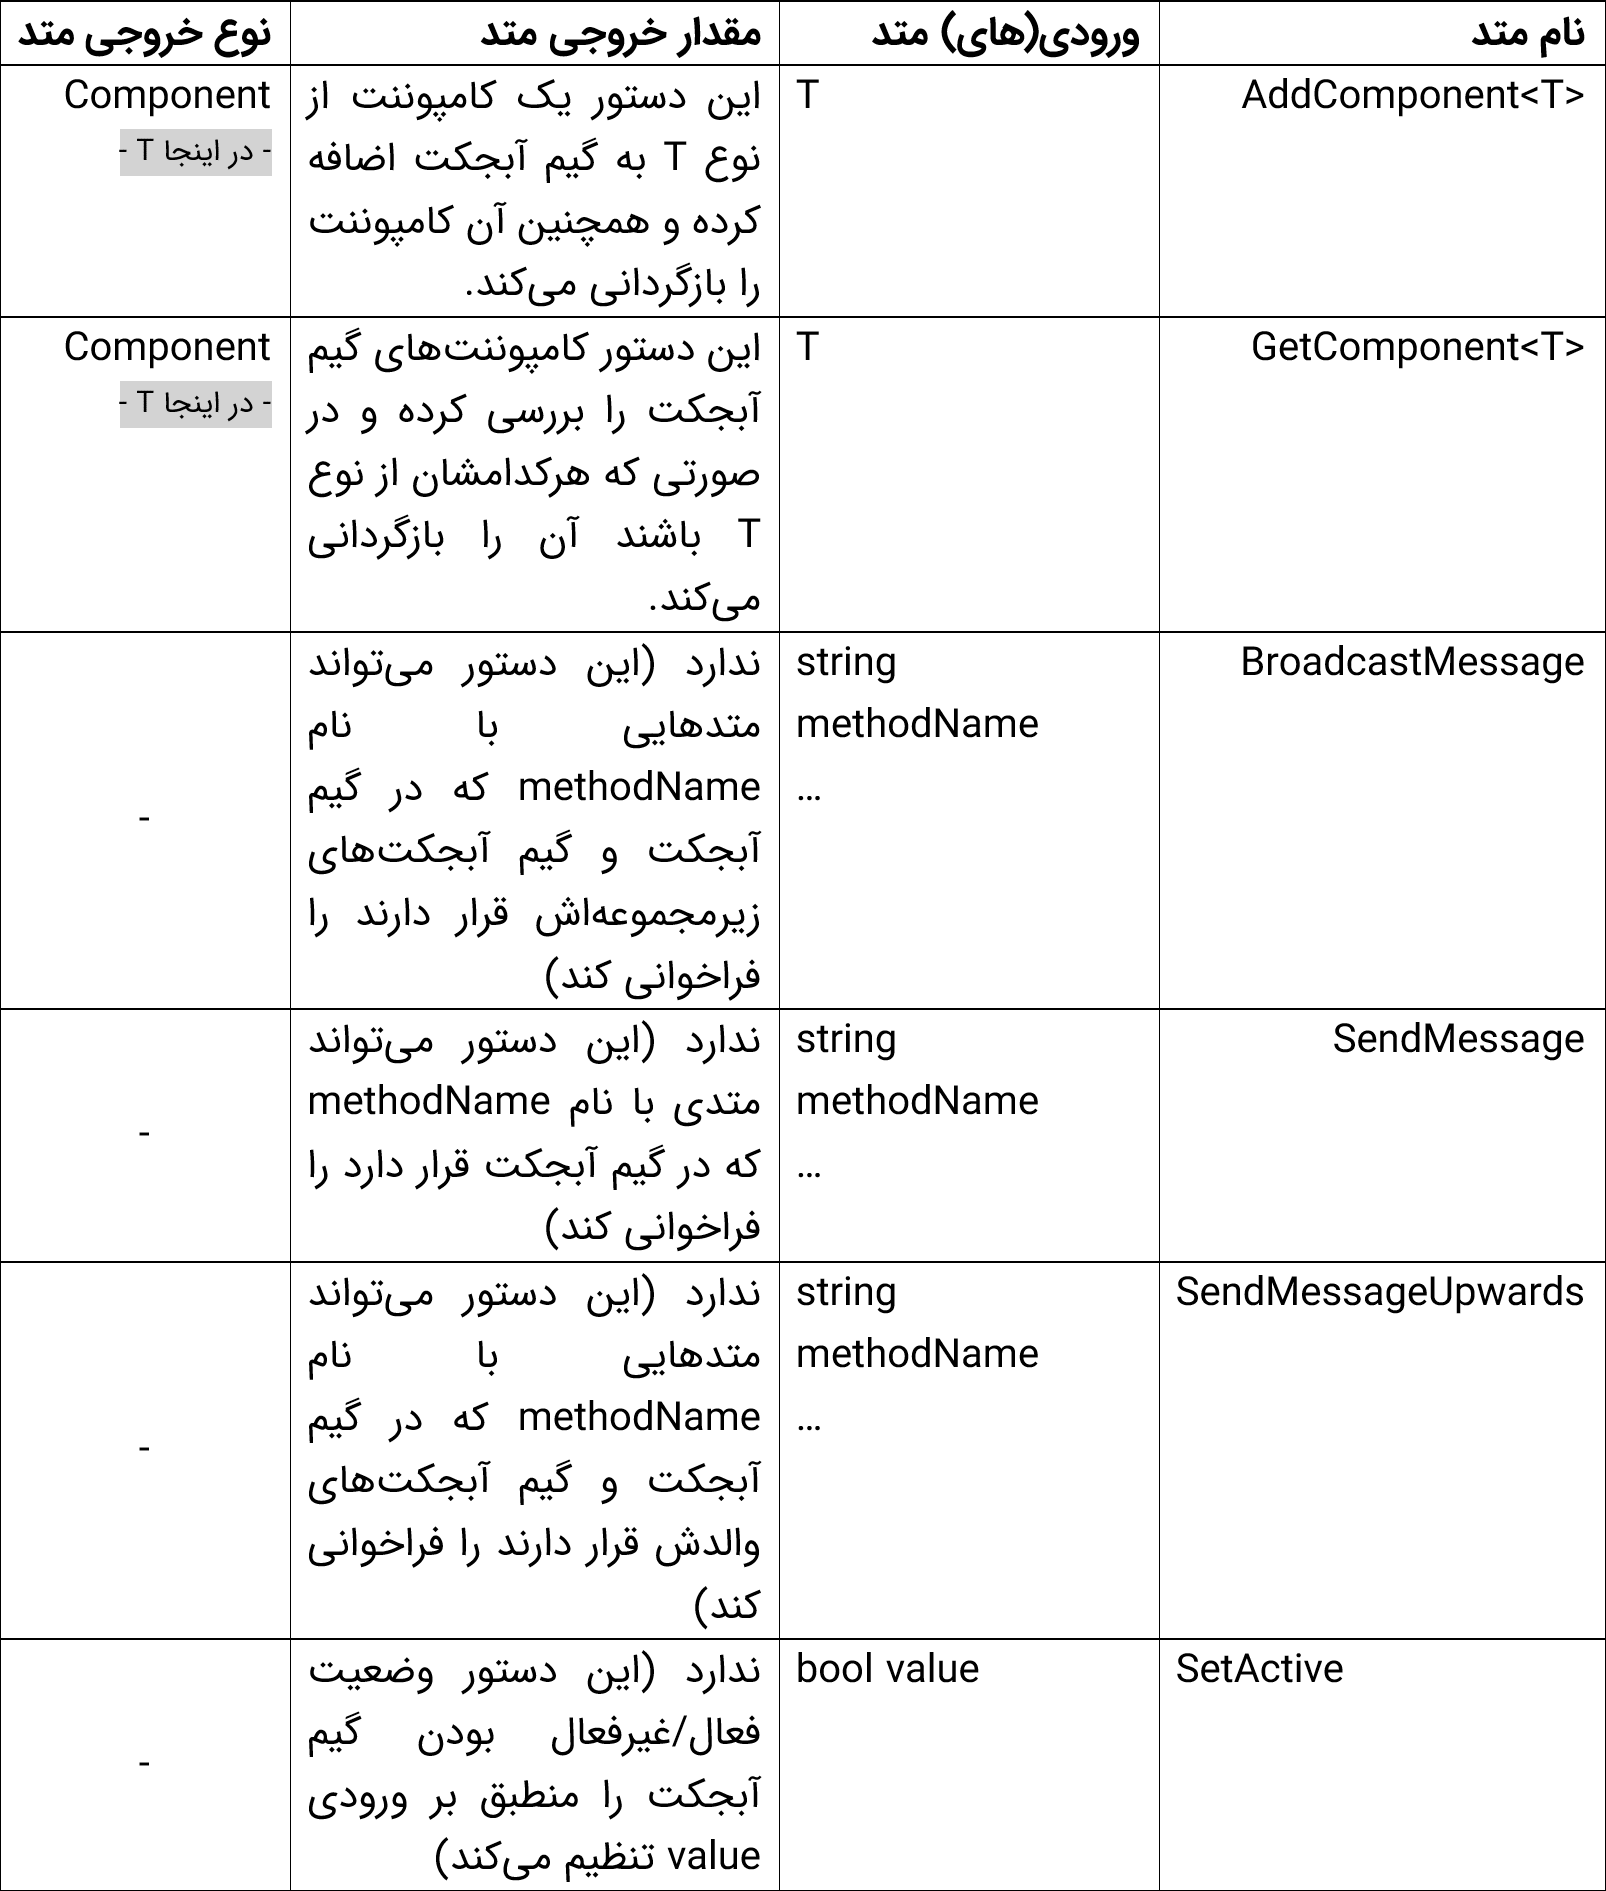 نام متد
ورودی(های) متد
مقدار خروجی متد
نوع خروجی متد
AddComponent<T>
T
این دستور یک کامپوننت از
نوع T به گیم آبجکت اضافه
کرده و همچنین آن کامپوننت
را بازگردانی می‌کند.
Component
- در اینجا T -
GetComponent<T>
T
این دستور کامپوننت‌های گیم
آبجکت را بررسی کرده و در
صورتی که هرکدامشان از نوع
T باشند آن را بازگردانی
می‌کند.
Component
- در اینجا T -
BroadcastMessage
string
methodName
...
ندارد (این دستور می‌تواند
متدهایی با نام
methodName که در گیم
آبجکت و گیم آبجکت‌های
زیرمجموعه‌اش قرار دارند را
فراخوانی کند)
-
SendMessage
string
methodName
...
ندارد (این دستور می‌تواند
متدی با نام methodName
که در گیم آبجکت قرار دارد را
فراخوانی کند)
-
SendMessageUpwards
string
methodName
...
ندارد (این دستور می‌تواند
متدهایی با نام
methodName که در گیم
آبجکت و گیم آبجکت‌های
والدش قرار دارند را فراخوانی
کند)
-
SetActive
bool value
ندارد (این دستور وضعیت
فعال/غیرفعال بودن گیم
آبجکت را منطبق بر ورودی
value تنظیم می‌کند)
-